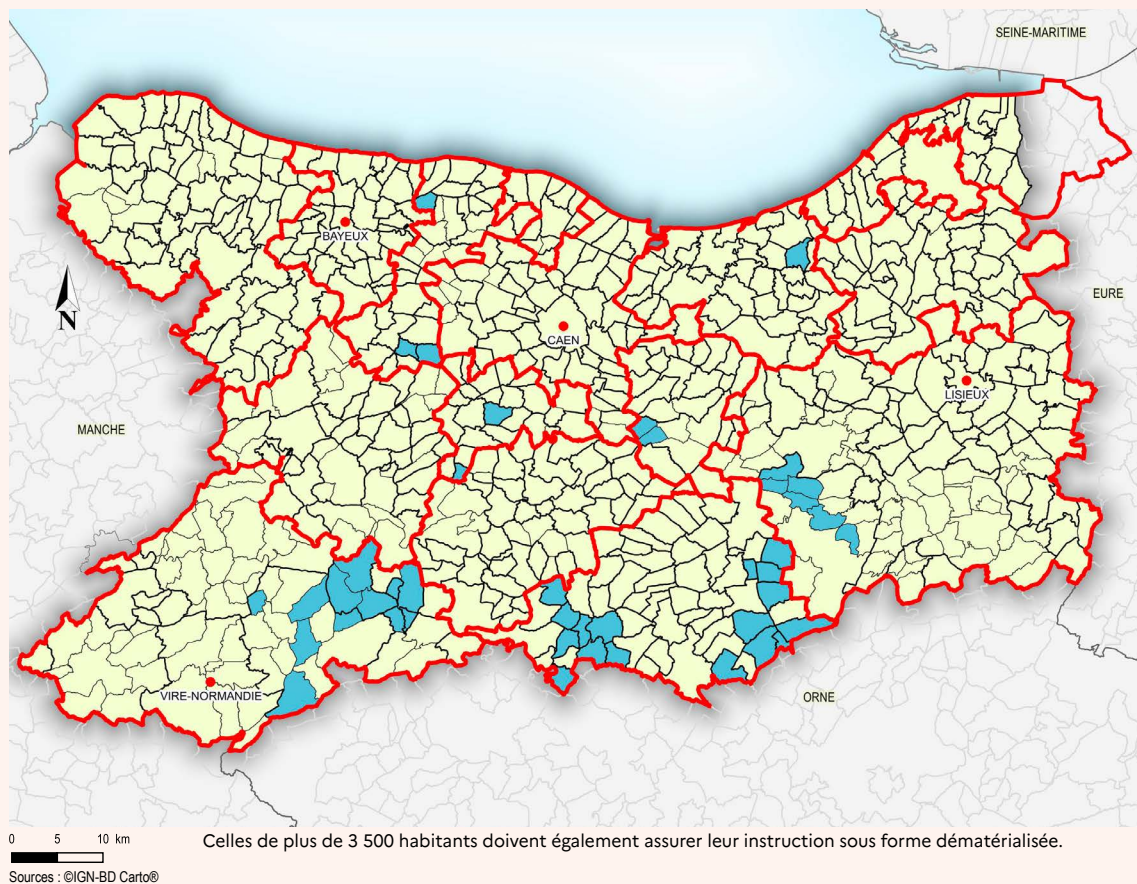 SEINE-MARITIME
BAYEUX
EURE
N
CAEN
LISIEUX
MANCHE
VIRE-NORMANDIE
ORNE
0 5 10 km
Celles de plus de 3 500 habitants doivent également assurer leur instruction sous forme dématérialisée.
Sources : ©IGN-BD Carto®